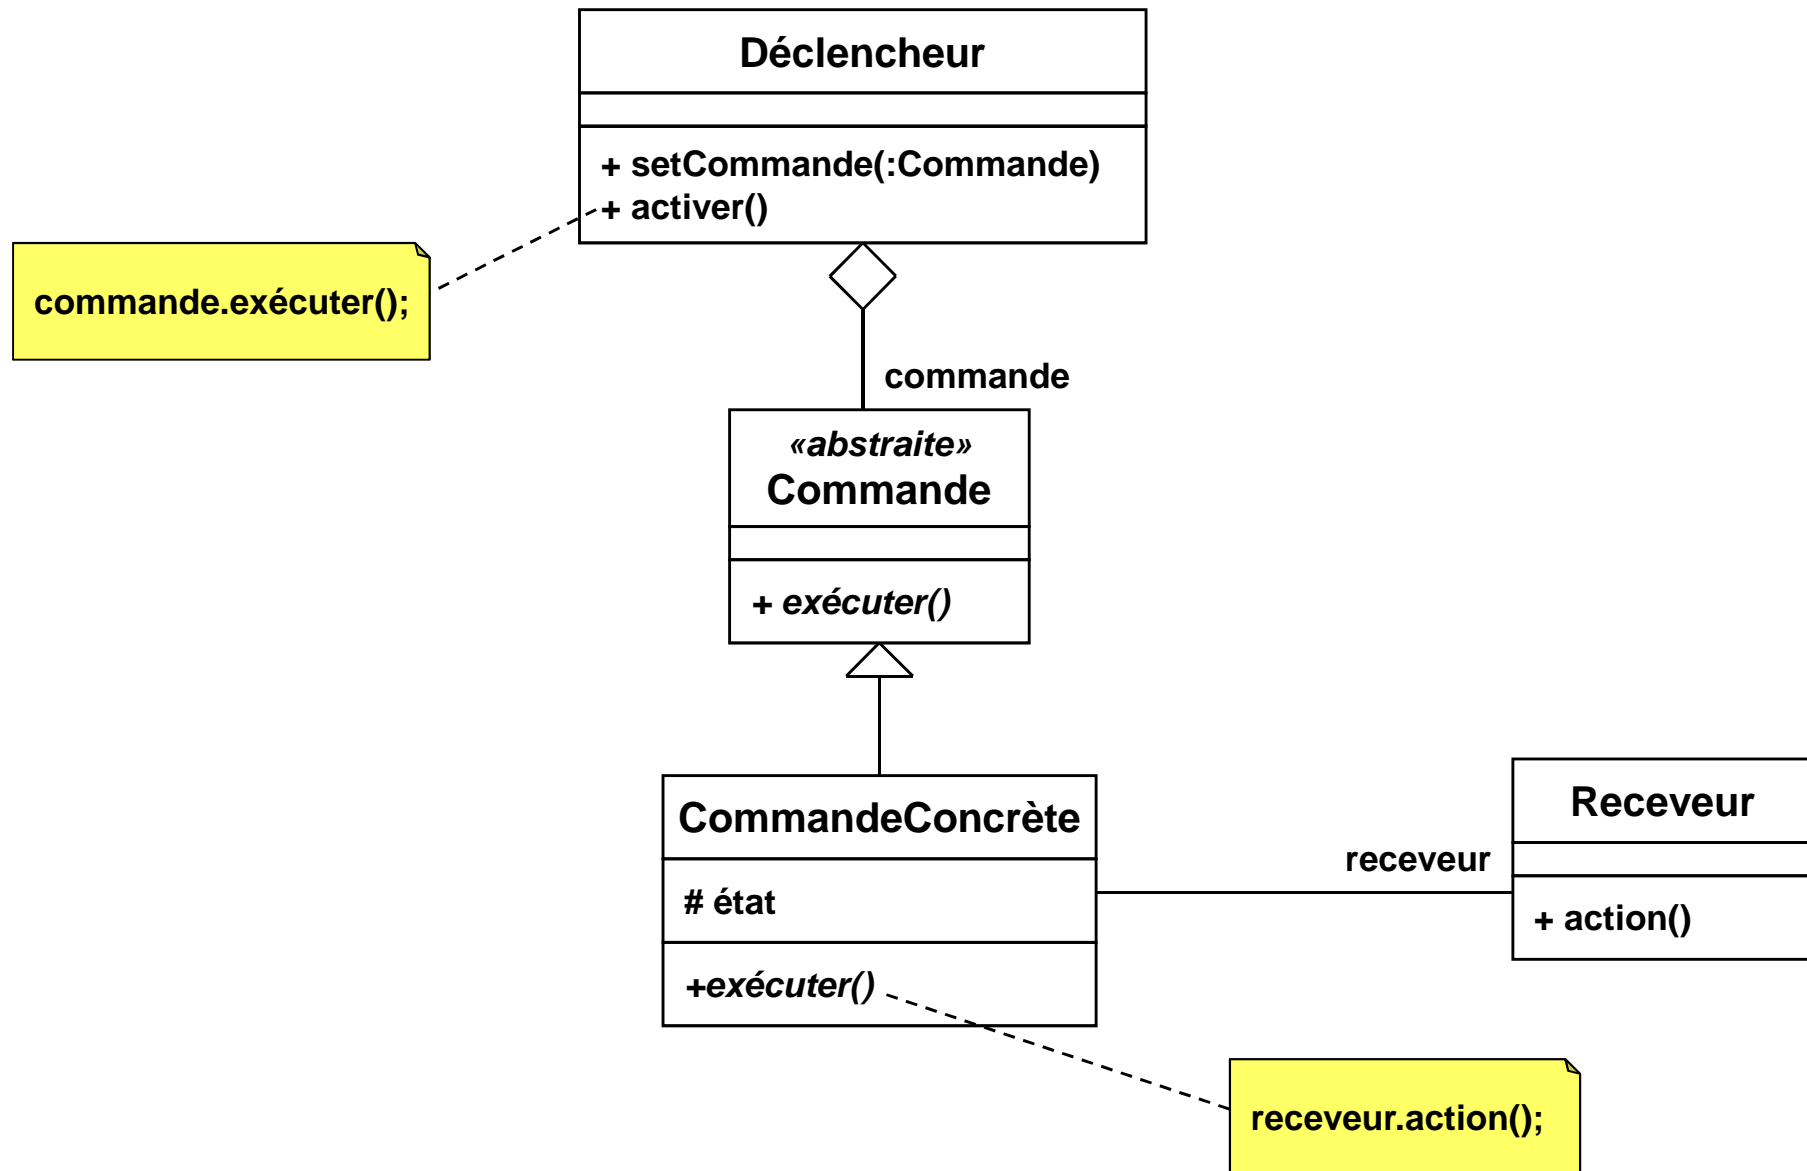 Déclencheur
+ setCommande(:Commande)
+ activer()
commande.exécuter();
commande
«abstraite»
Commande
+ exécuter()
CommandeConcrète
# état
+exécuter()
receveur
Receveur
+ action()
receveur.action();